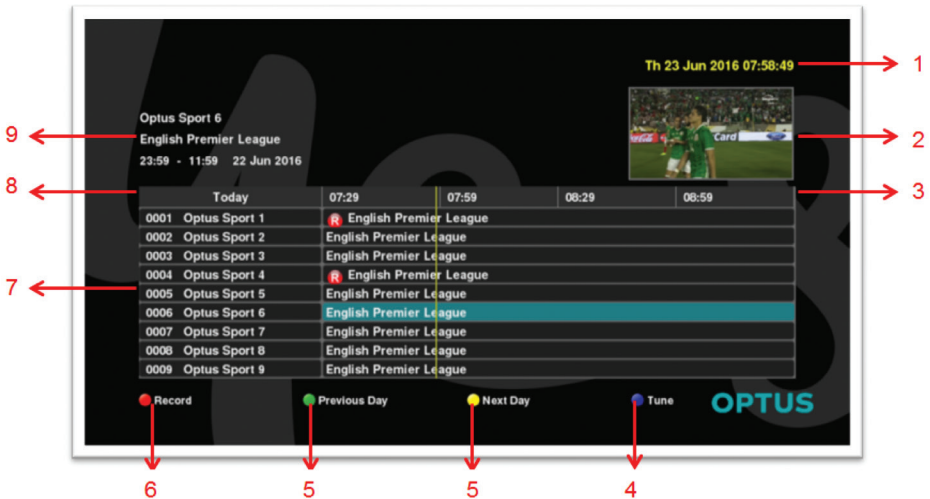 Th 23 Jun 2016 07:58:49 1
Optus Sport 6
Card 2
9 English Premier League
23:59 - 11:59 22 Jun 2016
8 Today 07:29 07:59 08:29 08:59 3
0001 Optus Sport 1 R English Premier League
0002 Optus Sport 2 English Premier League
0003 Optus Sport 3 English Premier League
0004 Optus Sport 4 R English Premier League
7
0005 Optus Sport 5 English Premier League
0006 Optus Sport 6 English Premier League
0007 Optus Sport 7 English Premier League
0008 Optus Sport 8 English Premier League
0009 Optus Sport 9 English Premier League
Record Previous Day Next Day Tune OPTUS
6 5 5 4